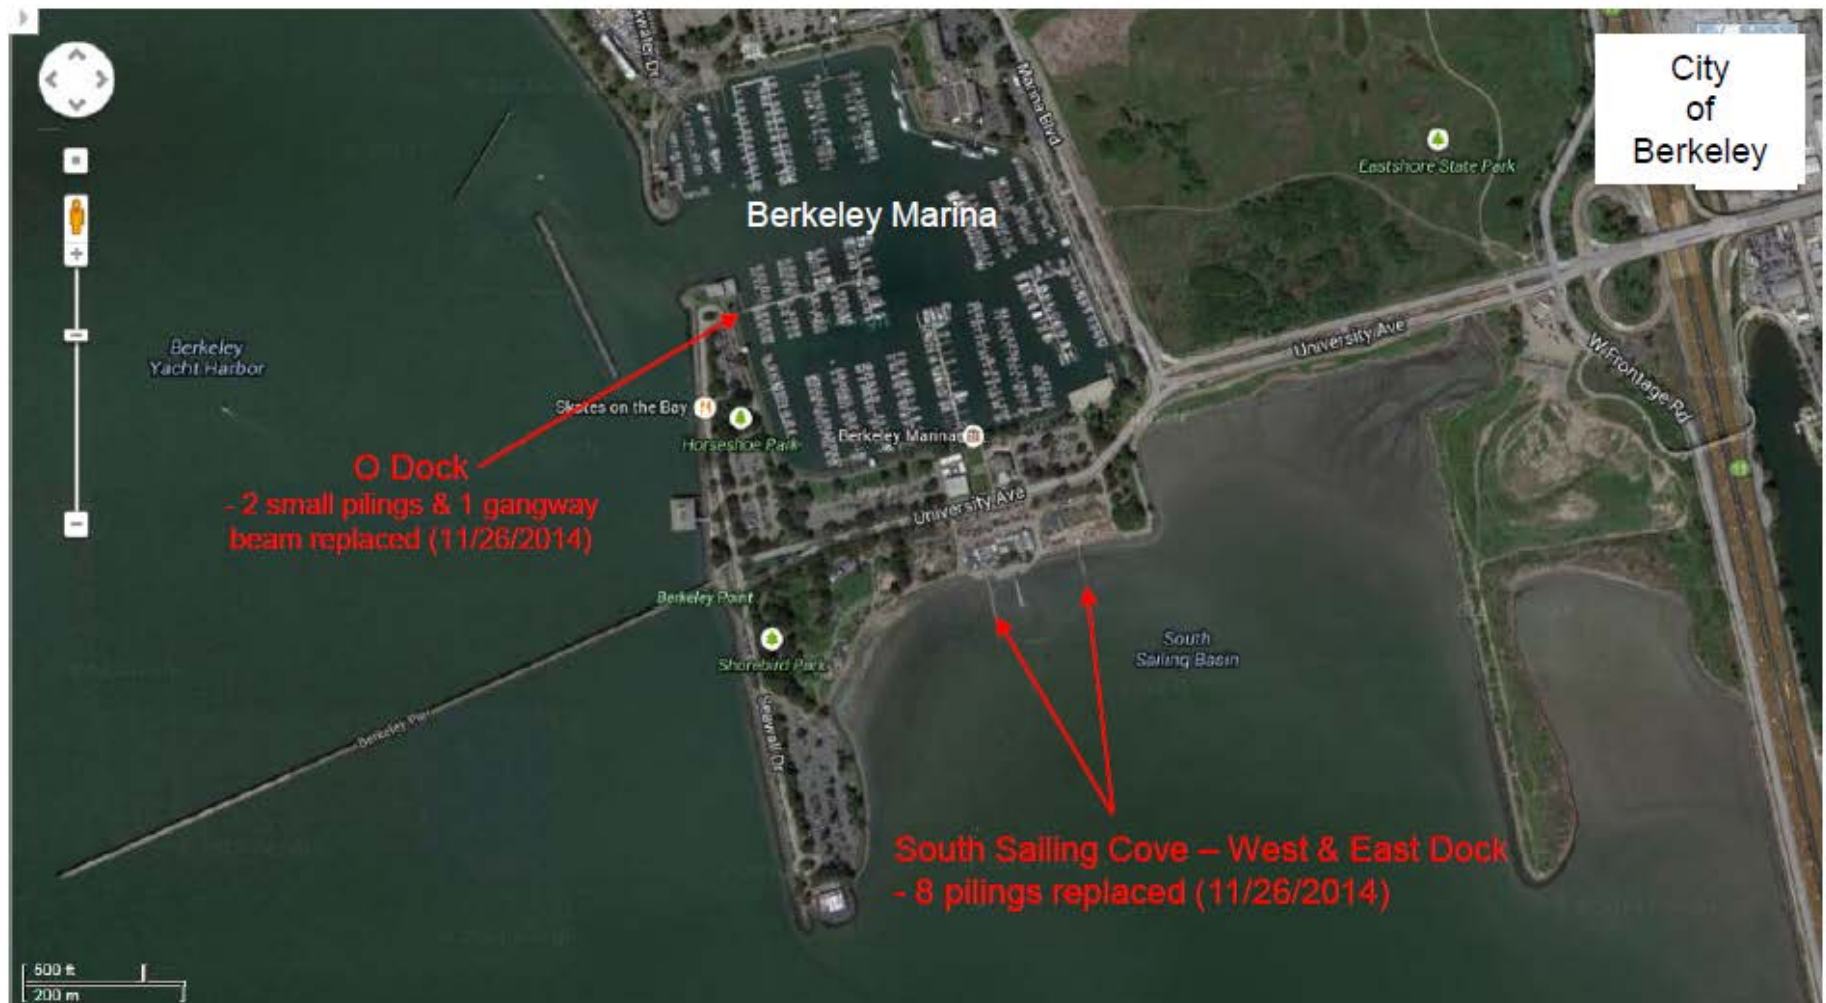 City
of
Berkeley
Marina Blvd
Eastshore State Park
Berkeley Marina
University Ave
W Frontage Rd
Berkeley
Yacht Harbor
Skates on the Bay
Horseshoe Park
Berkeley Marina
O Dock
- 2 small pilings & 1 gangway
beam replaced (11/26/2014)
University Ave
Berkeley Point
Shorebird Park
South
Sailing Basin
Seawall Dr
Berkeley Pier
South Sailing Cove – West & East Dock
- 8 pilings replaced (11/26/2014)
500 ft
200 m